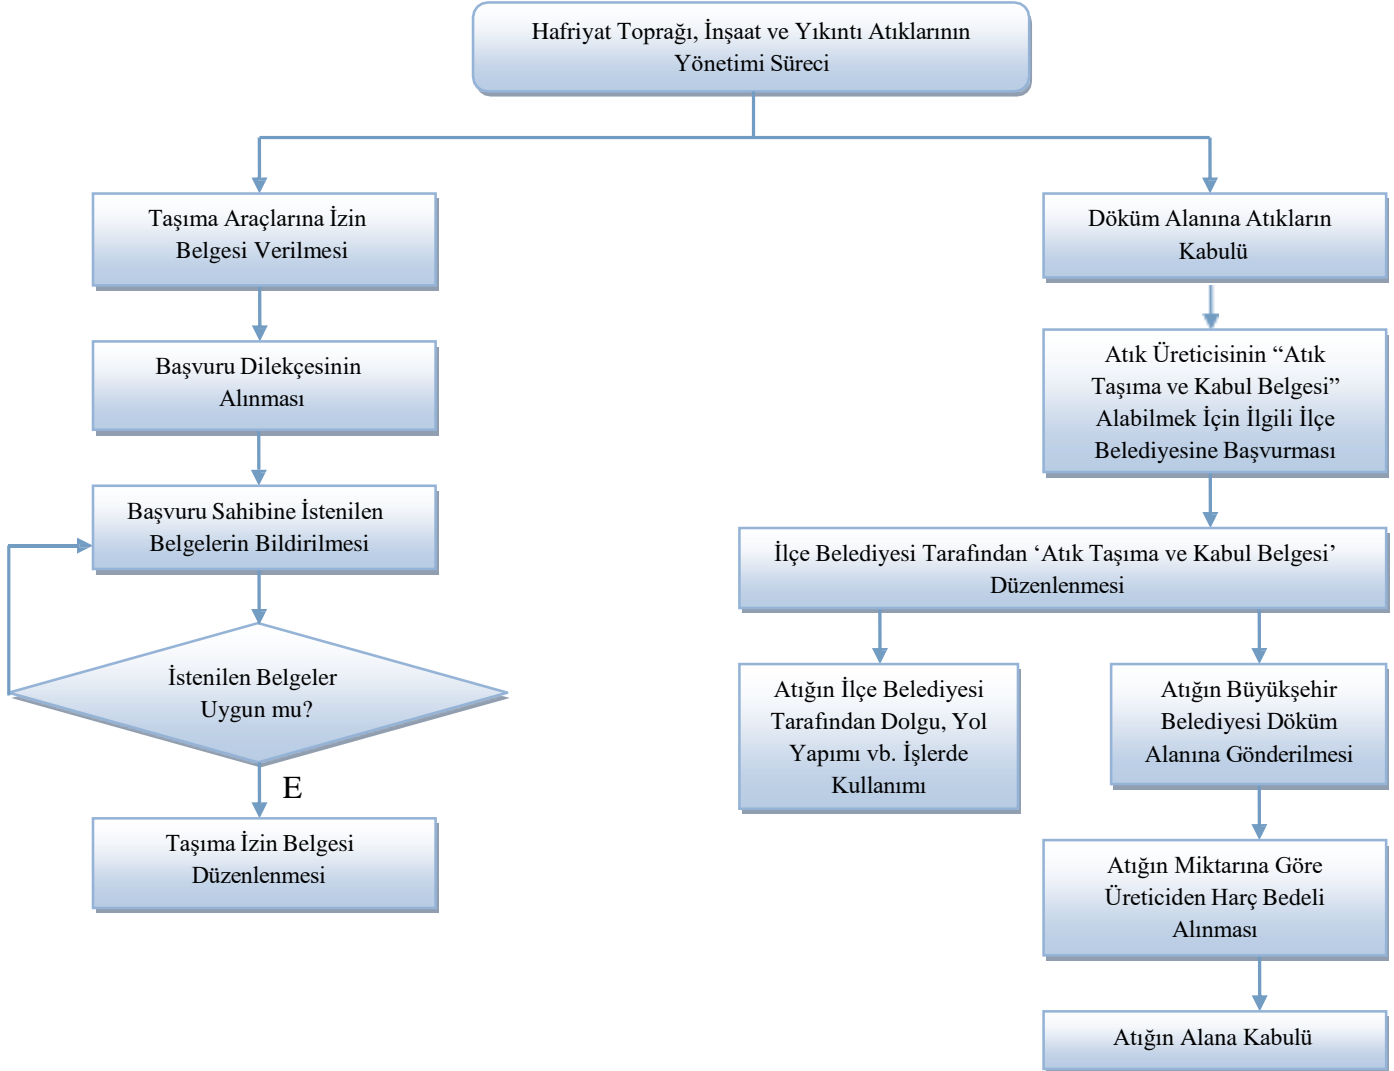 Hafriyat Toprağı, İnşaat ve Yıkıntı Atıklarının
Yönetimi Süreci
Taşıma Araçlarına İzin
Belgesi Verilmesi
Başvuru Dilekçesinin
Alınması
Başvuru Sahibine İstenilen
Belgelerin Bildirilmesi
İstenilen Belgeler
Uygun mu?
E
Taşıma İzin Belgesi
Düzenlenmesi
Döküm Alanına Atıkların
Kabulü
Atık Üreticisinin “Atık
Taşıma ve Kabul Belgesi”
Alabilmek İçin İlgili İlçe
Belediyesine Başvurması
İlçe Belediyesi Tarafından ‘Atık Taşıma ve Kabul Belgesi’
Düzenlenmesi
Atığın İlçe Belediyesi
Tarafından Dolgu, Yol
Yapımı vb. İşlerde
Kullanımı
Atığın Büyükşehir
Belediyesi Döküm
Alanına Gönderilmesi
Atığın Miktarına Göre
Üreticiden Harç Bedeli
Alınması
Atığın Alana Kabulü